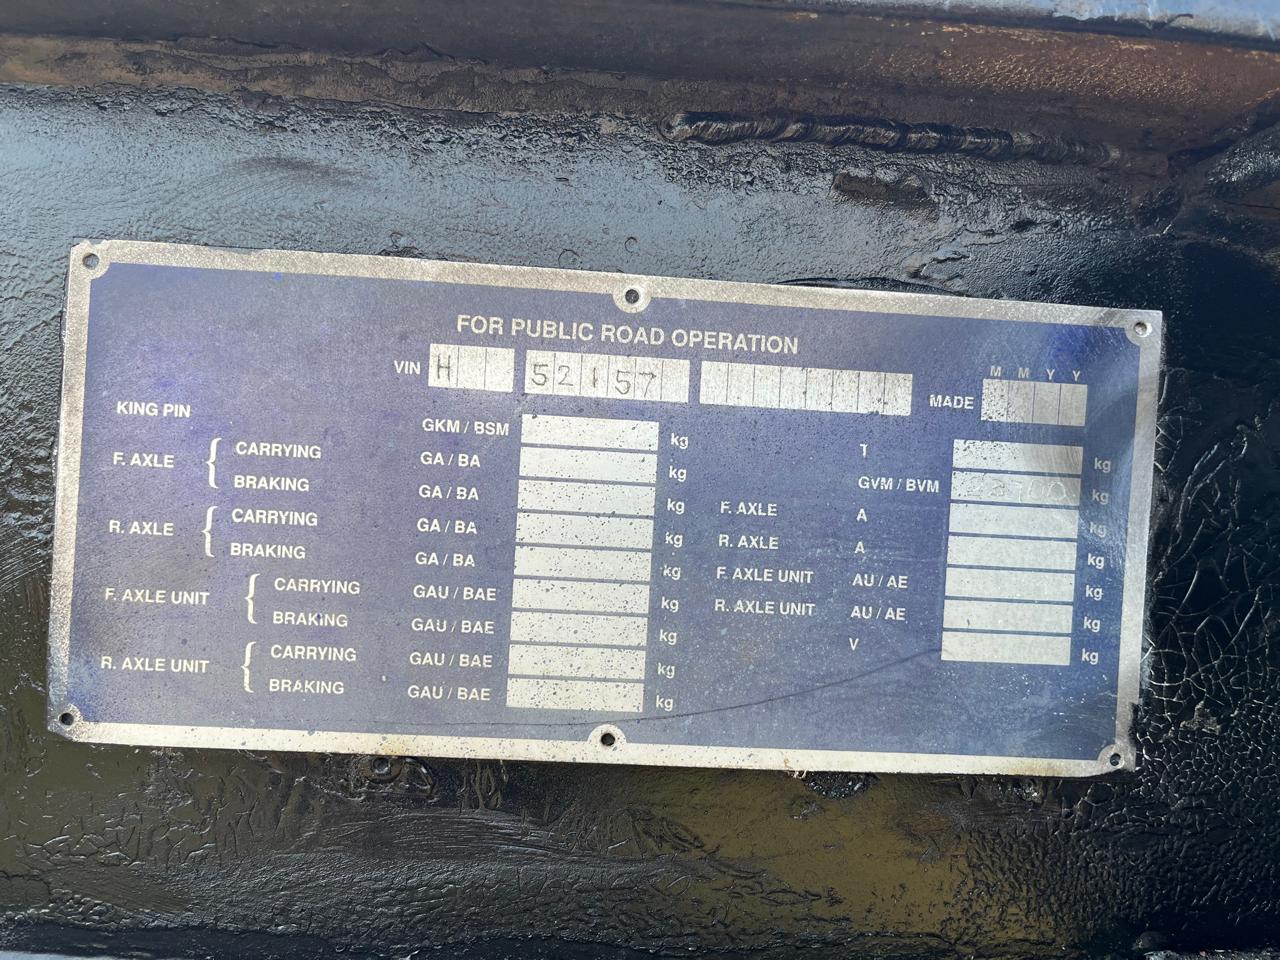 FOR PUBLIC ROAD OPERATION
VIN H 52157
MADE M M Y Y
KING PIN GKM / BSM kg T kg
F. AXLE { CARRYING GA / BA kg GVM / BVM kg
BRAKING GA / BA kg F. AXLE A kg
R. AXLE { CARRYING GA / BA kg R. AXLE A kg
BRAKING GA / BA kg F. AXLE UNIT AU / AE kg
F. AXLE UNIT { CARRYING GAU / BAE kg R. AXLE UNIT AU / AE kg
BRAKING GAU / BAE kg V kg
R. AXLE UNIT { CARRYING GAU / BAE kg
BRAKING GAU / BAE kg